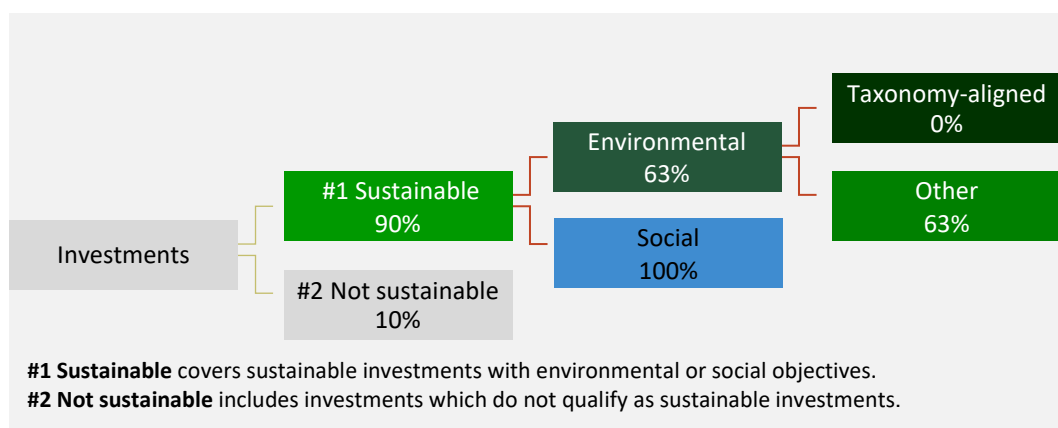 Taxonomy-aligned
0%
Environmental
63%
#1 Sustainable
90%
Other
63%
Social
100%
Investments
#2 Not sustainable
10%
#1 Sustainable covers sustainable investments with environmental or social objectives.
#2 Not sustainable includes investments which do not qualify as sustainable investments.